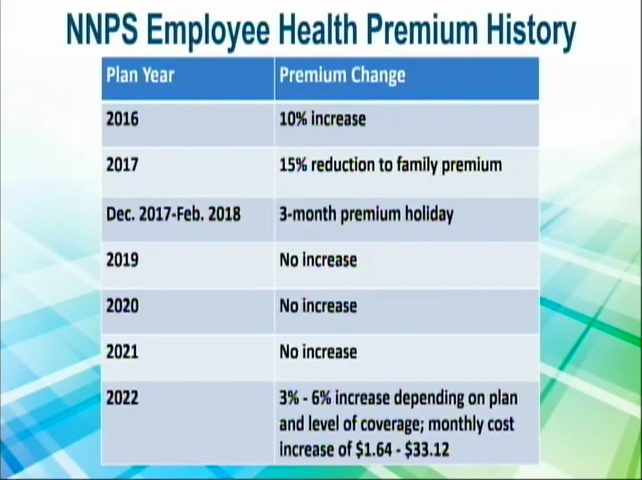 NNPS Employee Health Premium History
Plan Year Premium Change
2016 10% increase
2017 15% reduction to family premium
Dec. 2017-Feb. 2018 3-month premium holiday
2019 No increase
2020 No increase
2021 No increase
2022 3% - 6% increase depending on plan
and level of coverage; monthly cost
increase of $1.64 - $33.12